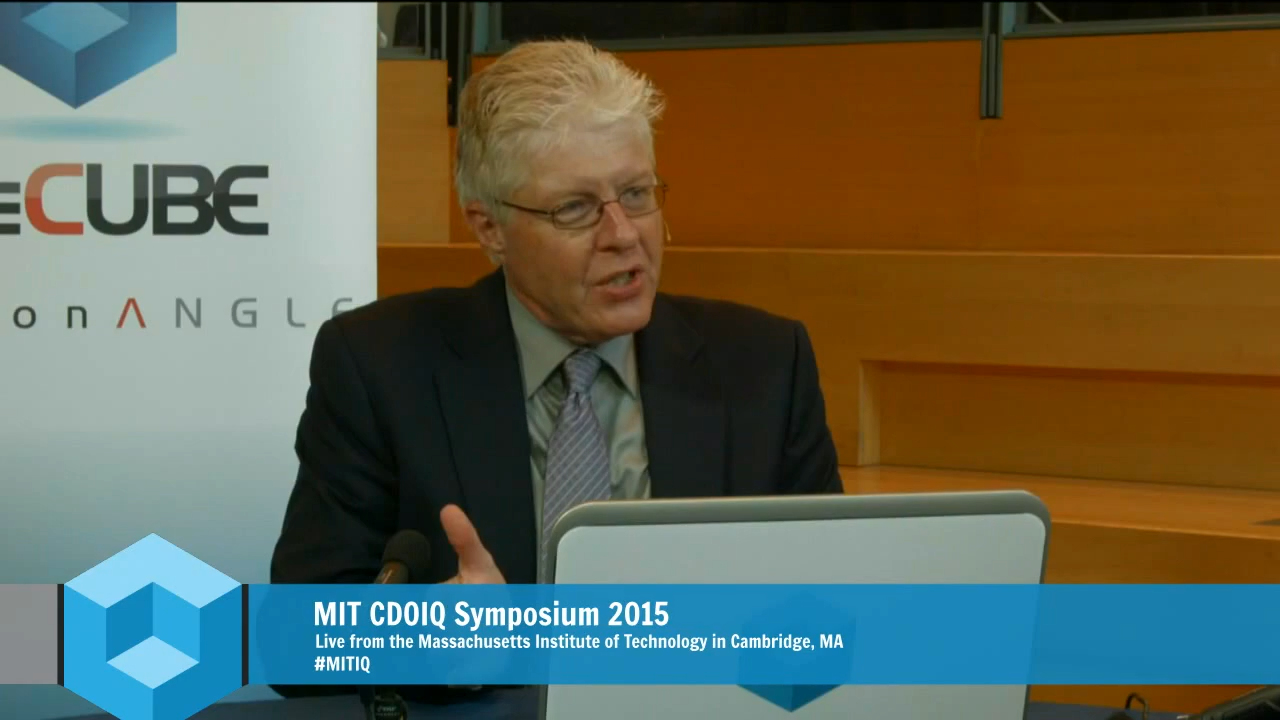 ECUBE
onANGLE
MIT CDOIQ Symposium 2015
Live from the Massachusetts Institute of Technology in Cambridge, MA
#MITIQ